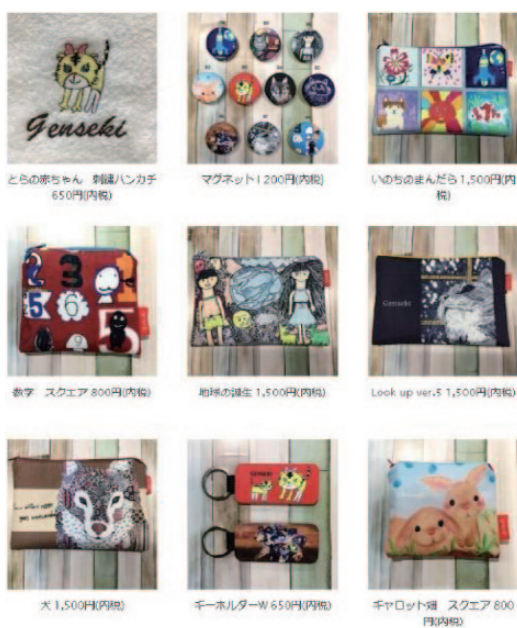 Genseki
とらの赤ちゃん 刺繍ハンカチ
650円(内税)
マグネットI 200円(内税)
いのちのまんだら 1,500円(内
税)
3
5
6
5
数字 スクエア 800円(内税)
地球の誕生 1,500円(内税)
Genseki
Look up ver.5 1,500円(内税)
犬 1,500円(内税)
GENSEKI
キーホルダーW 650円(内税)
キャロット畑 スクエア 800
円(内税)